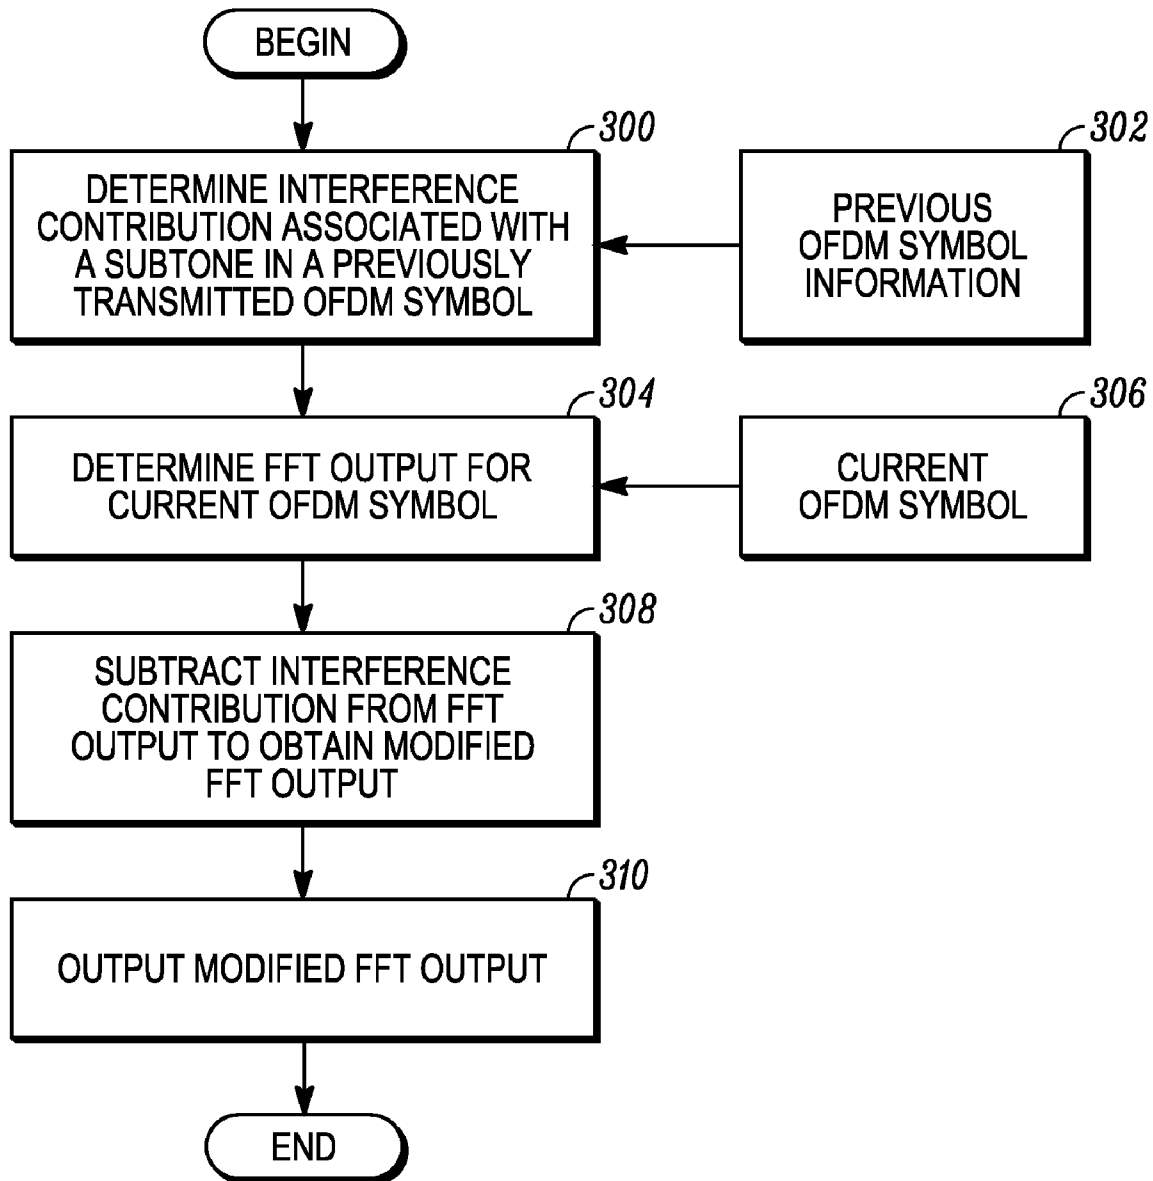 BEGIN
300
DETERMINE INTERFERENCE
CONTRIBUTION ASSOCIATED WITH
A SUBTONE IN A PREVIOUSLY
TRANSMITTED OFDM SYMBOL
302
PREVIOUS
OFDM SYMBOL
INFORMATION
304
DETERMINE FFT OUTPUT FOR
CURRENT OFDM SYMBOL
306
CURRENT
OFDM SYMBOL
308
SUBTRACT INTERFERENCE
CONTRIBUTION FROM FFT
OUTPUT TO OBTAIN MODIFIED
FFT OUTPUT
310
OUTPUT MODIFIED FFT OUTPUT
END